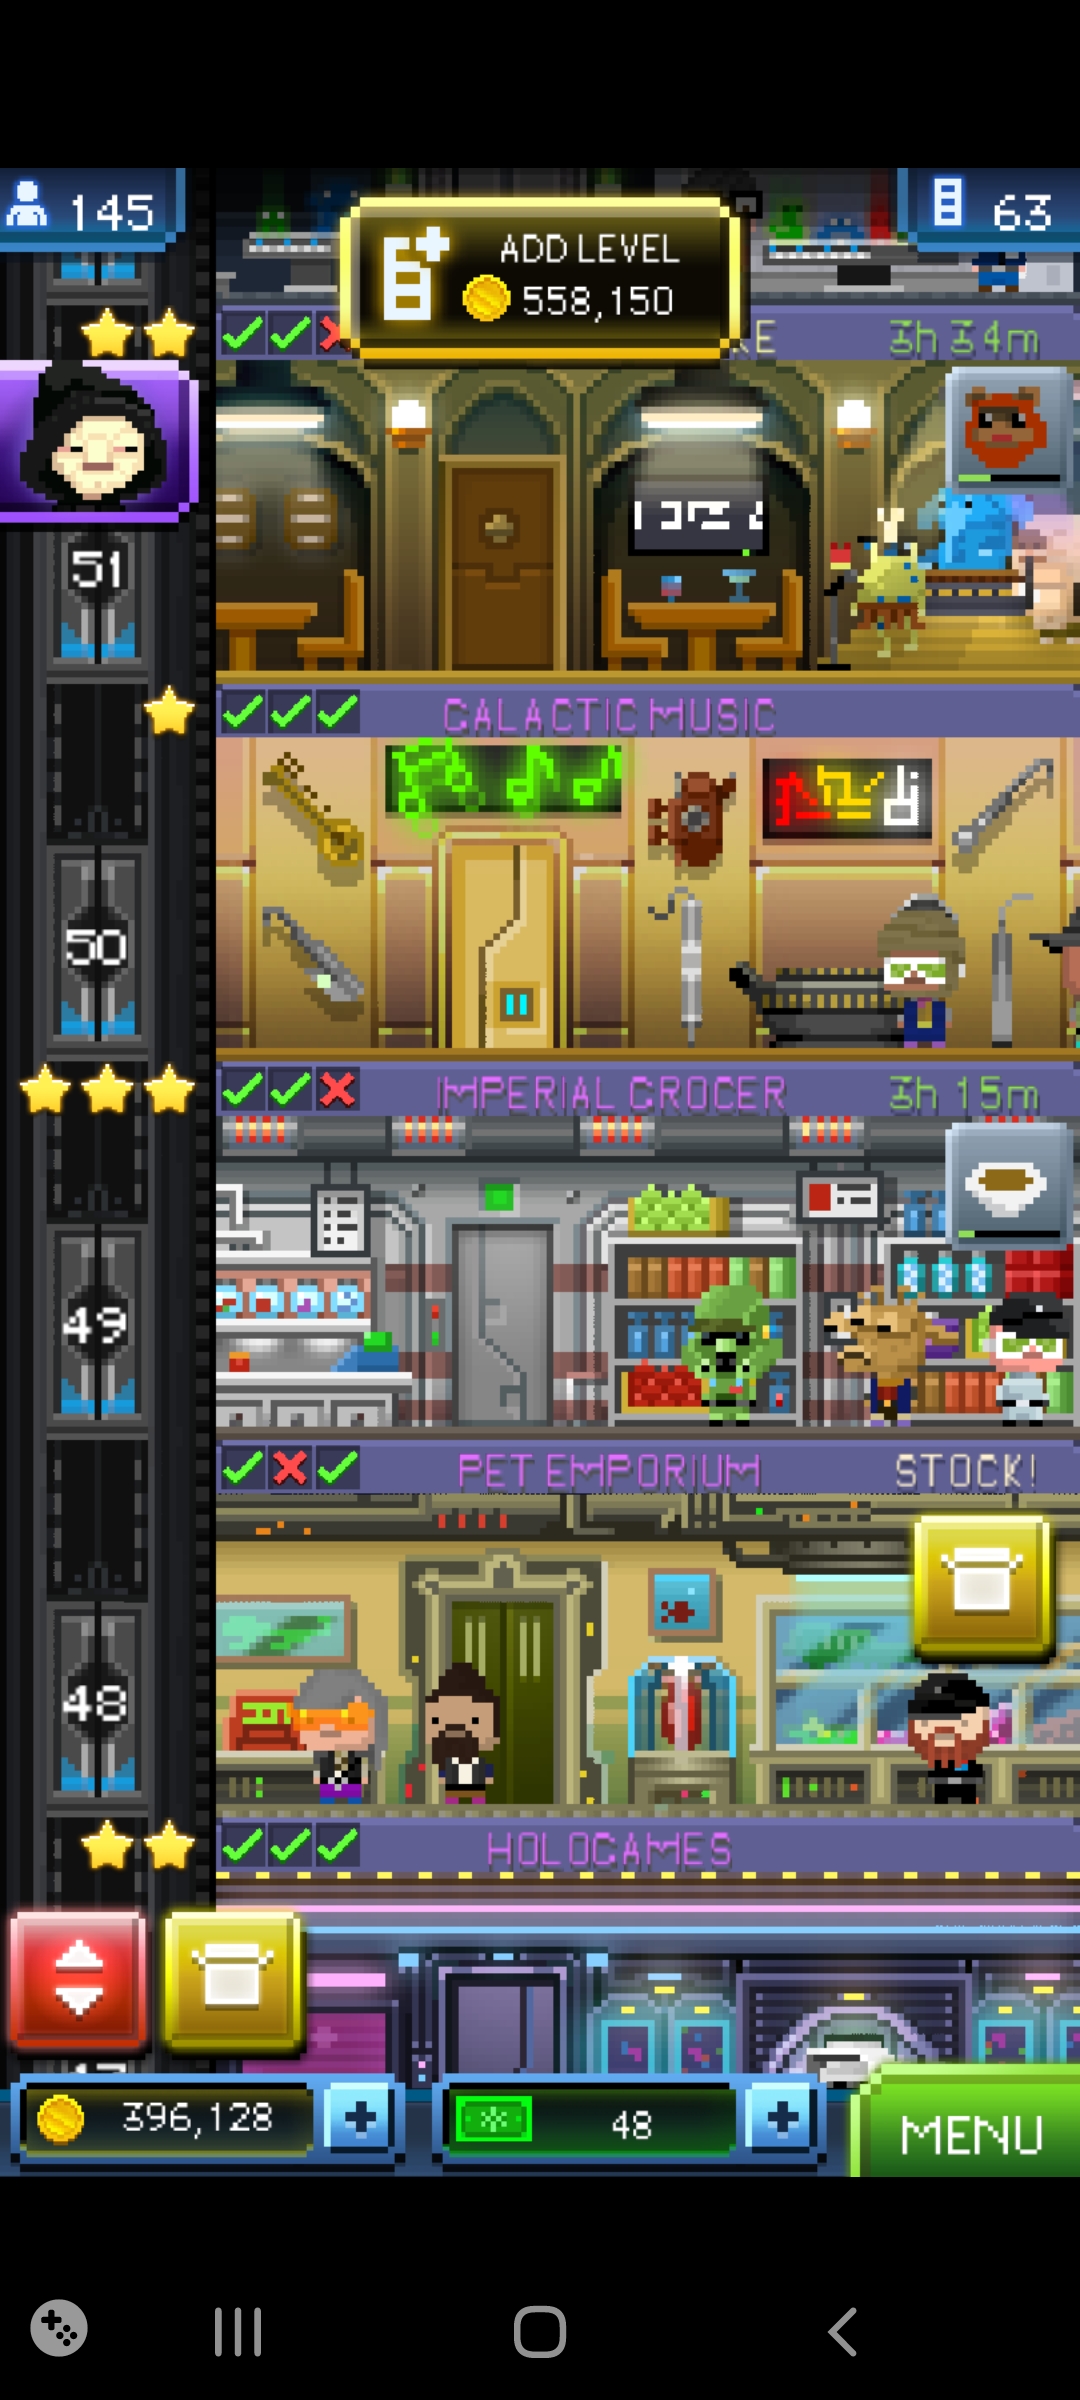 145
63
ADD LEVEL
558,150
KE
3h 34m
51
GALACTIC MUSIC
50
IMPERIAL GROCER
3h 15m
49
PET EMPORIUM
STOCK!
48
HOLOGAMES
396,128
48
MENU